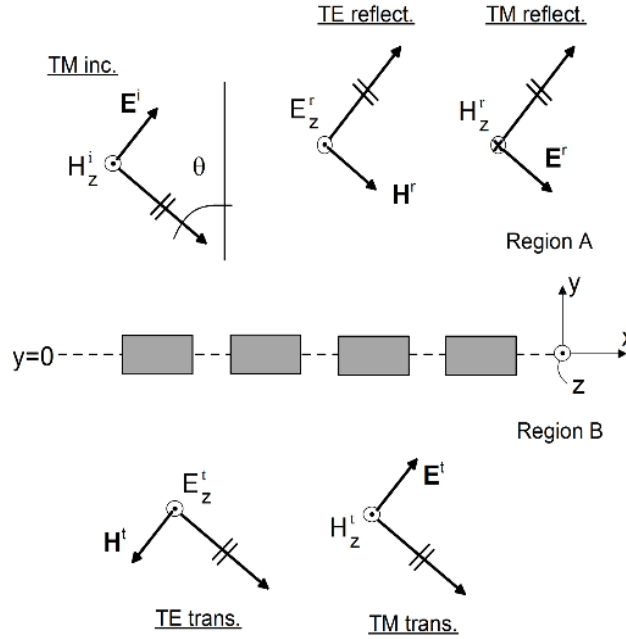 TE reflect.
TM reflect.
TM inc.
E^i
H_z^i
θ
E_z^r
H^r
H_z^r
E^r
Region A
y
y=0
x
z
Region B
E_z^t
H^t
E^t
H_z^t
TE trans.
TM trans.